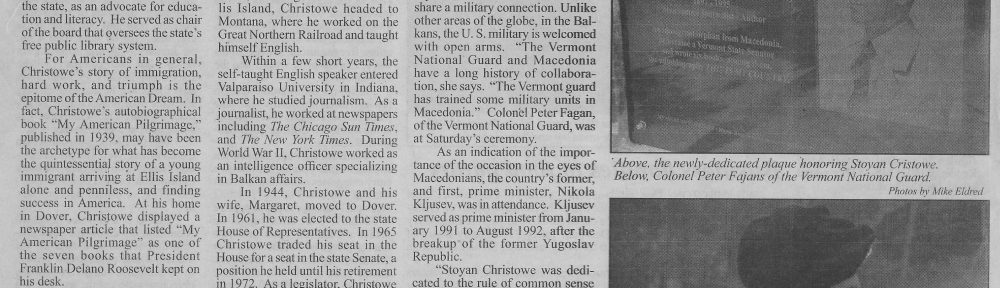 the state, as an advocate for educa-
tion and literacy. He served as chair
of the board that oversees the state's
free public library system.
For Americans in general,
Christowe's story of immigration,
hard work, and triumph is the
epitome of the American Dream. In
fact, Christowe's autobiographical
book "My American Pilgrimage,"
published in 1939, may have been
the archetype for what has become
the quintessential story of a young
immigrant arriving at Ellis Island
alone and penniless, and finding
success in America. At his home
in Dover, Christowe displayed a
newspaper article that listed "My
American Pilgrimage" as one of
the seven books that President
Franklin Delano Roosevelt kept on
his desk.
lis Island, Christowe headed to
Montana, where he worked on the
Great Northern Railroad and taught
himself English.
Within a few short years, the
self-taught English speaker entered
Valparaiso University in Indiana,
where he studied journalism. As a
journalist, he worked at newspapers
including The Chicago Sun Times,
and The New York Times. During
World War II, Christowe worked as
an intelligence officer specializing
in Balkan affairs.
In 1944, Christowe and his
wife, Margaret, moved to Dover.
In 1961, he was elected to the state
House of Representatives. In 1965
Christowe traded his seat in the
House for a seat in the state Senate, a
position he held until his retirement
in 1972. As a legislator, Christowe
share a military connection. Unlike
other areas of the globe, in the Bal-
kans, the U. S. military is welcomed
with open arms. "The Vermont
National Guard and Macedonia
have a long history of collabora-
tion, she says. "The Vermont guard
has trained some military units in
Macedonia." Colonel Peter Fagan,
of the Vermont National Guard, was
at Saturday's ceremony.
As an indication of the impor-
tance of the occasion in the eyes of
Macedonians, the country's former,
and first, prime minister, Nikola
Kljusev, was in attendance. Kljusev
served as prime minister from Janu-
ary 1991 to August 1992, after the
breakup of the former Yugoslav
Republic.
"Stoyan Christowe was dedi-
cated to the rule of common sense
Author
from Macedonia,
a Vermont State Senator
Above, the newly-dedicated plaque honoring Stoyan Cristowe.
Below, Colonel Peter Fajans of the Vermont National Guard.
Photos by Mike Eldred